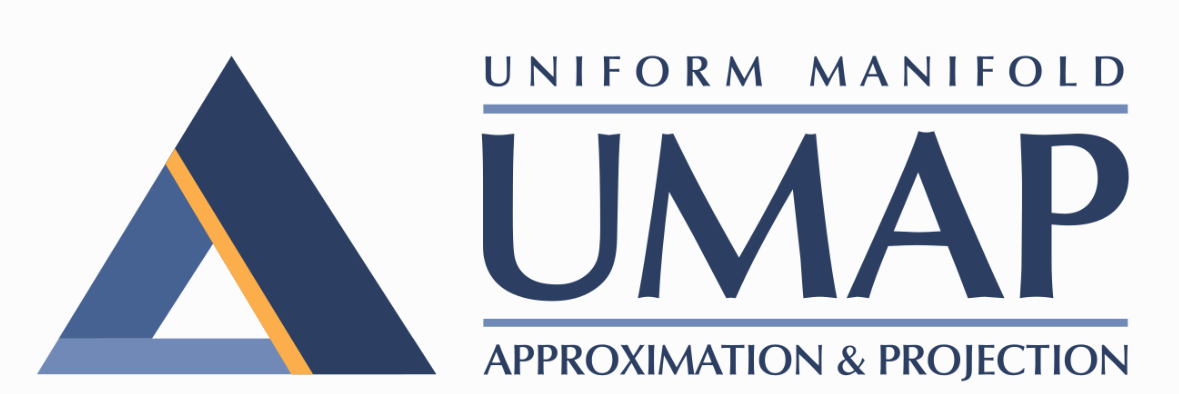 UNIFORM MANIFOLD
UMAP
APPROXIMATION & PROJECTION